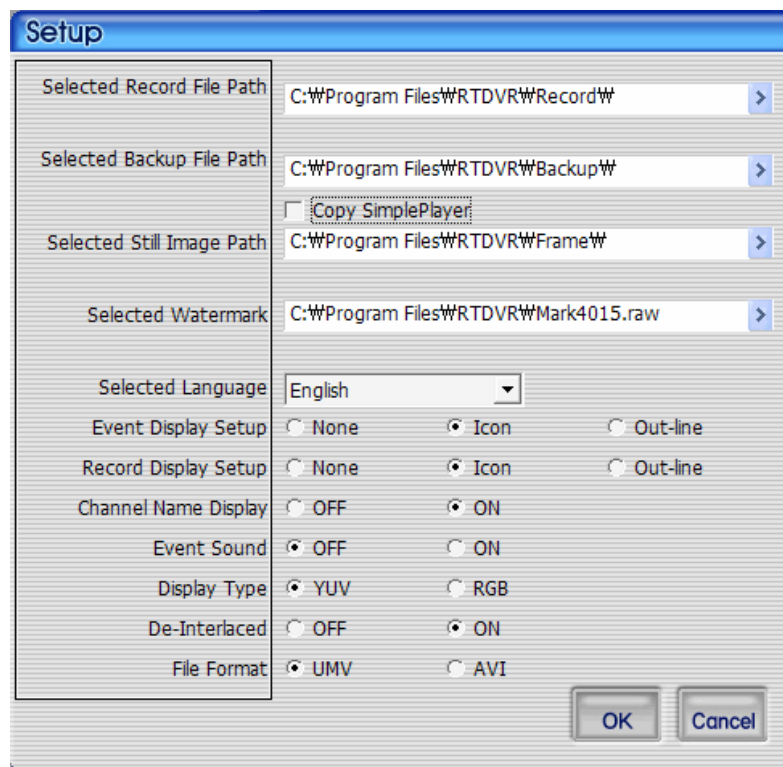 Setup
Selected Record File Path C:₩Program Files₩RTDVR₩Record₩
Selected Backup File Path C:₩Program Files₩RTDVR₩Backup₩
Copy SimplePlayer
Selected Still Image Path C:₩Program Files₩RTDVR₩Frame₩
Selected Watermark C:₩Program Files₩RTDVR₩Mark4015.raw
Selected Language English
Event Display Setup None Icon Out-line
Record Display Setup None Icon Out-line
Channel Name Display OFF ON
Event Sound OFF ON
Display Type YUV RGB
De-Interlaced OFF ON
File Format UMV AVI
OK Cancel